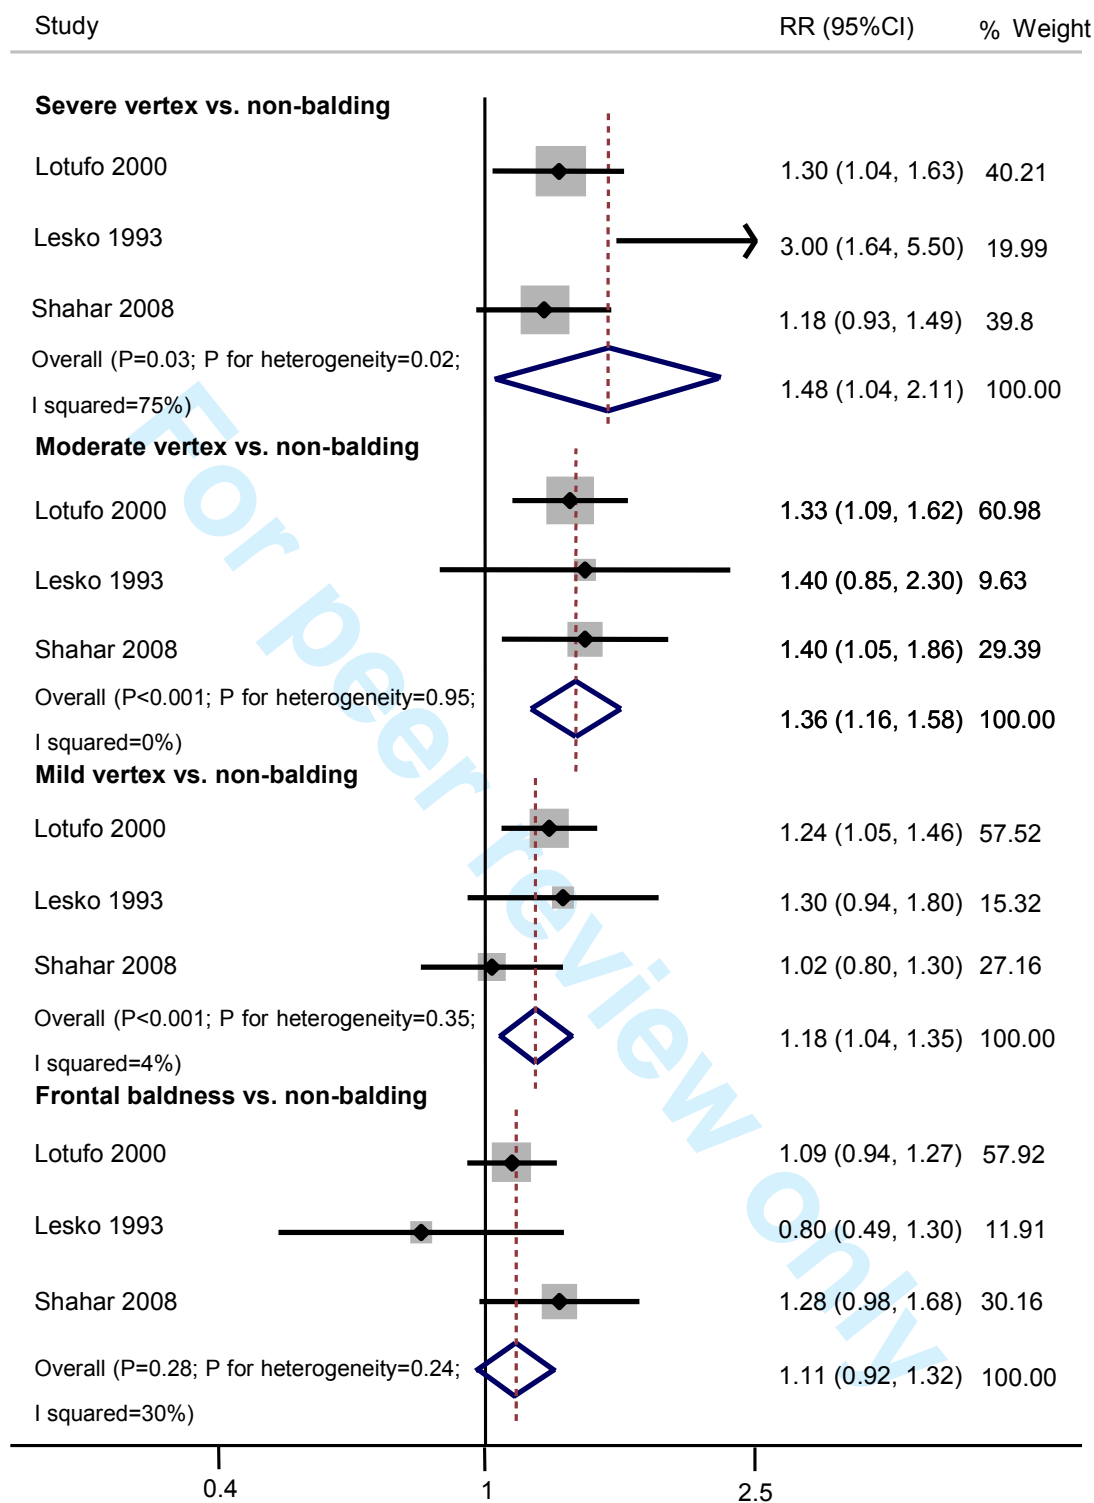 Study RR (95%CI) % Weight
Severe vertex vs. non-balding
Lotufo 2000 1.30 (1.04, 1.63) 40.21
Lesko 1993 3.00 (1.64, 5.50) 19.99
Shahar 2008 1.18 (0.93, 1.49) 39.8
Overall (P=0.03; P for heterogeneity=0.02;
I squared=75%) 1.48 (1.04, 2.11) 100.00
Moderate vertex vs. non-balding
Lotufo 2000 1.33 (1.09, 1.62) 60.98
Lesko 1993 1.40 (0.85, 2.30) 9.63
Shahar 2008 1.40 (1.05, 1.86) 29.39
Overall (P<0.001; P for heterogeneity=0.95;
I squared=0%) 1.36 (1.16, 1.58) 100.00
Mild vertex vs. non-balding
Lotufo 2000 1.24 (1.05, 1.46) 57.52
Lesko 1993 1.30 (0.94, 1.80) 15.32
Shahar 2008 1.02 (0.80, 1.30) 27.16
Overall (P<0.001; P for heterogeneity=0.35;
I squared=4%) 1.18 (1.04, 1.35) 100.00
Frontal baldness vs. non-balding
Lotufo 2000 1.09 (0.94, 1.27) 57.92
Lesko 1993 0.80 (0.49, 1.30) 11.91
Shahar 2008 1.28 (0.98, 1.68) 30.16
Overall (P=0.28; P for heterogeneity=0.24;
I squared=30%) 1.11 (0.92, 1.32) 100.00
0.4 1 2.5
For peer review only